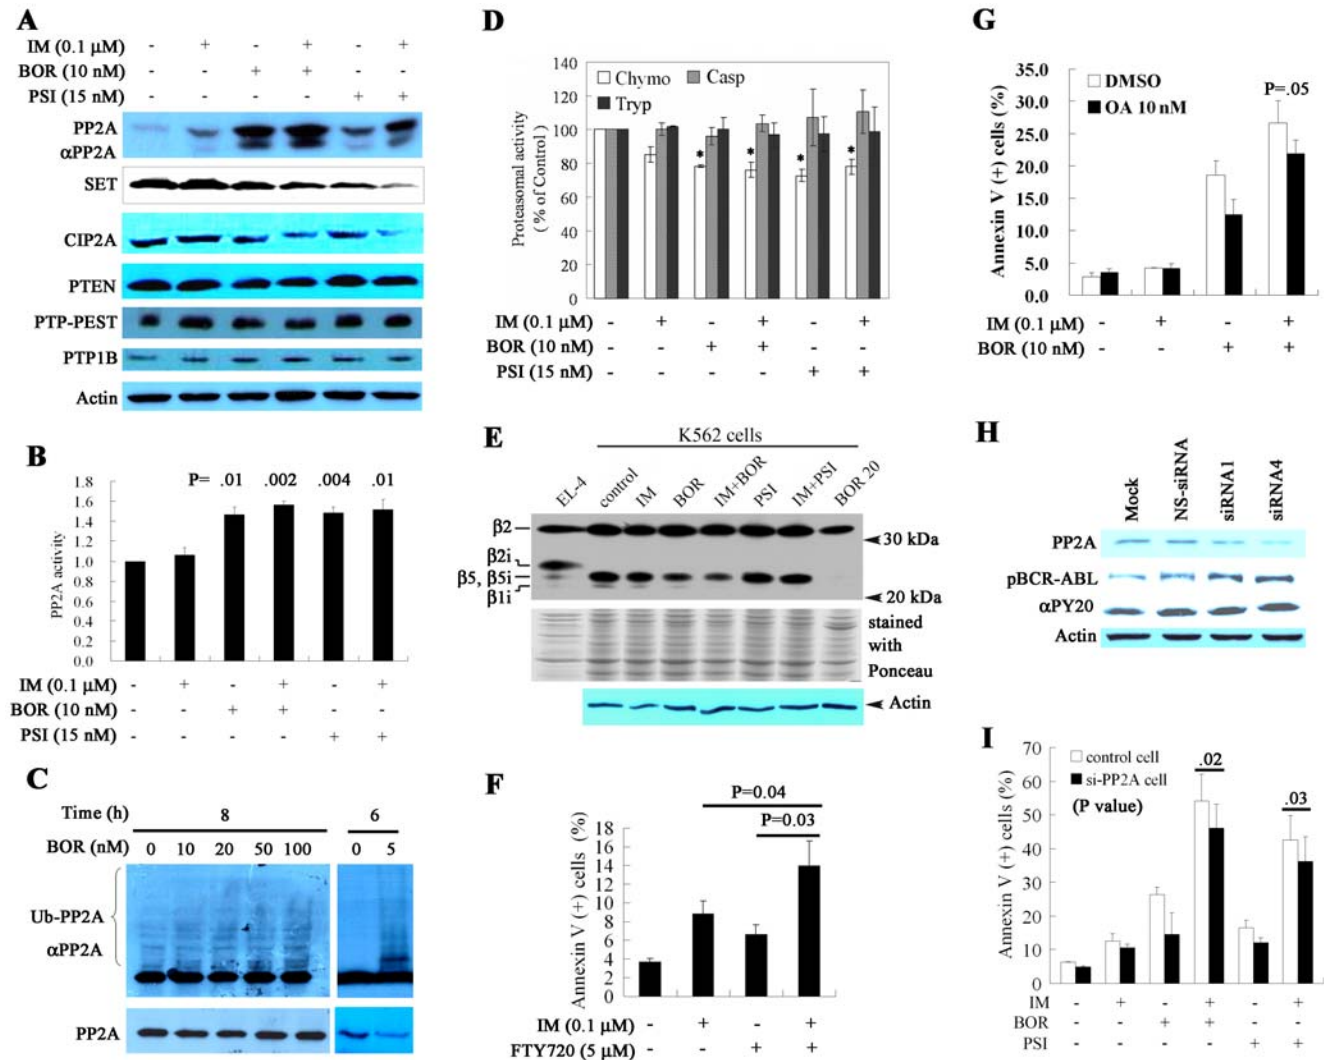 A
IM (0.1 µM) - + - + - +
BOR (10 nM) - - + + - -
PSI (15 nM) - - - - + +
PP2A
αPP2A
SET
CIP2A
PTEN
PTP-PEST
PTP1B
Actin
B
P= .01 .002 .004 .01
PP2A activity
1.8
1.6
1.4
1.2
1.0
0.8
0.6
0.4
0.2
0.0
IM (0.1 µM) - + - + - +
BOR (10 nM) - - + + - -
PSI (15 nM) - - - - + +
C
Time (h) 8 6
BOR (nM) 0 10 20 50 100 0 5
Ub-PP2A
αPP2A
PP2A
D
Proteasomal activity
(% of Control)
140
120
100
80
60
40
20
0
Chymo Casp
Tryp
* * * *
IM (0.1 µM) - + - + - +
BOR (10 nM) - - + + - -
PSI (15 nM) - - - - + +
E
K562 cells
EL-4 control IM BOR IM+BOR PSI IM+PSI BOR 20
β2
30 kDa
β2i
β5, β5i
β1i
20 kDa
stained
with
Ponceau
Actin
F
P=0.04
P=0.03
Annexin V (+) cells (%)
18
16
14
12
10
8
6
4
2
0
IM (0.1 µM) - + - +
FTY720 (5 µM) - - + +
G
Annexin V (+) cells (%)
35.0
30.0
25.0
20.0
15.0
10.0
5.0
0.0
DMSO
OA 10 nM
P=.05
IM (0.1 µM) - + - +
BOR (10 nM) - - + +
H
Mock NS-siRNA siRNA1 siRNA4
PP2A
pBCR-ABL
αPY20
Actin
I
Annexin V (+) cells (%)
70
60
50
40
30
20
10
0
control cell
si-PP2A cell
(P value)
.02
.03
IM - + - + - +
BOR - - + + - -
PSI - - - - + +